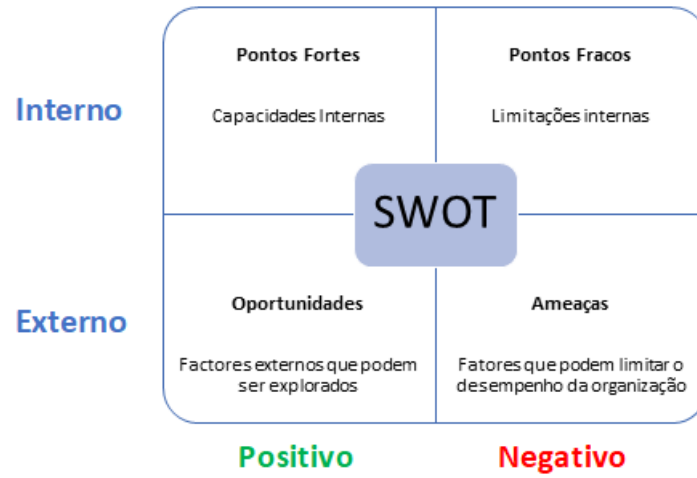 Interno
Pontos Fortes
Capacidades Internas
Pontos Fracos
Limitações internas
SWOT
Externo
Oportunidades
Factores externos que podem
ser explorados
Ameaças
Fatores que podem limitar o
desempenho da organização
Positivo
Negativo